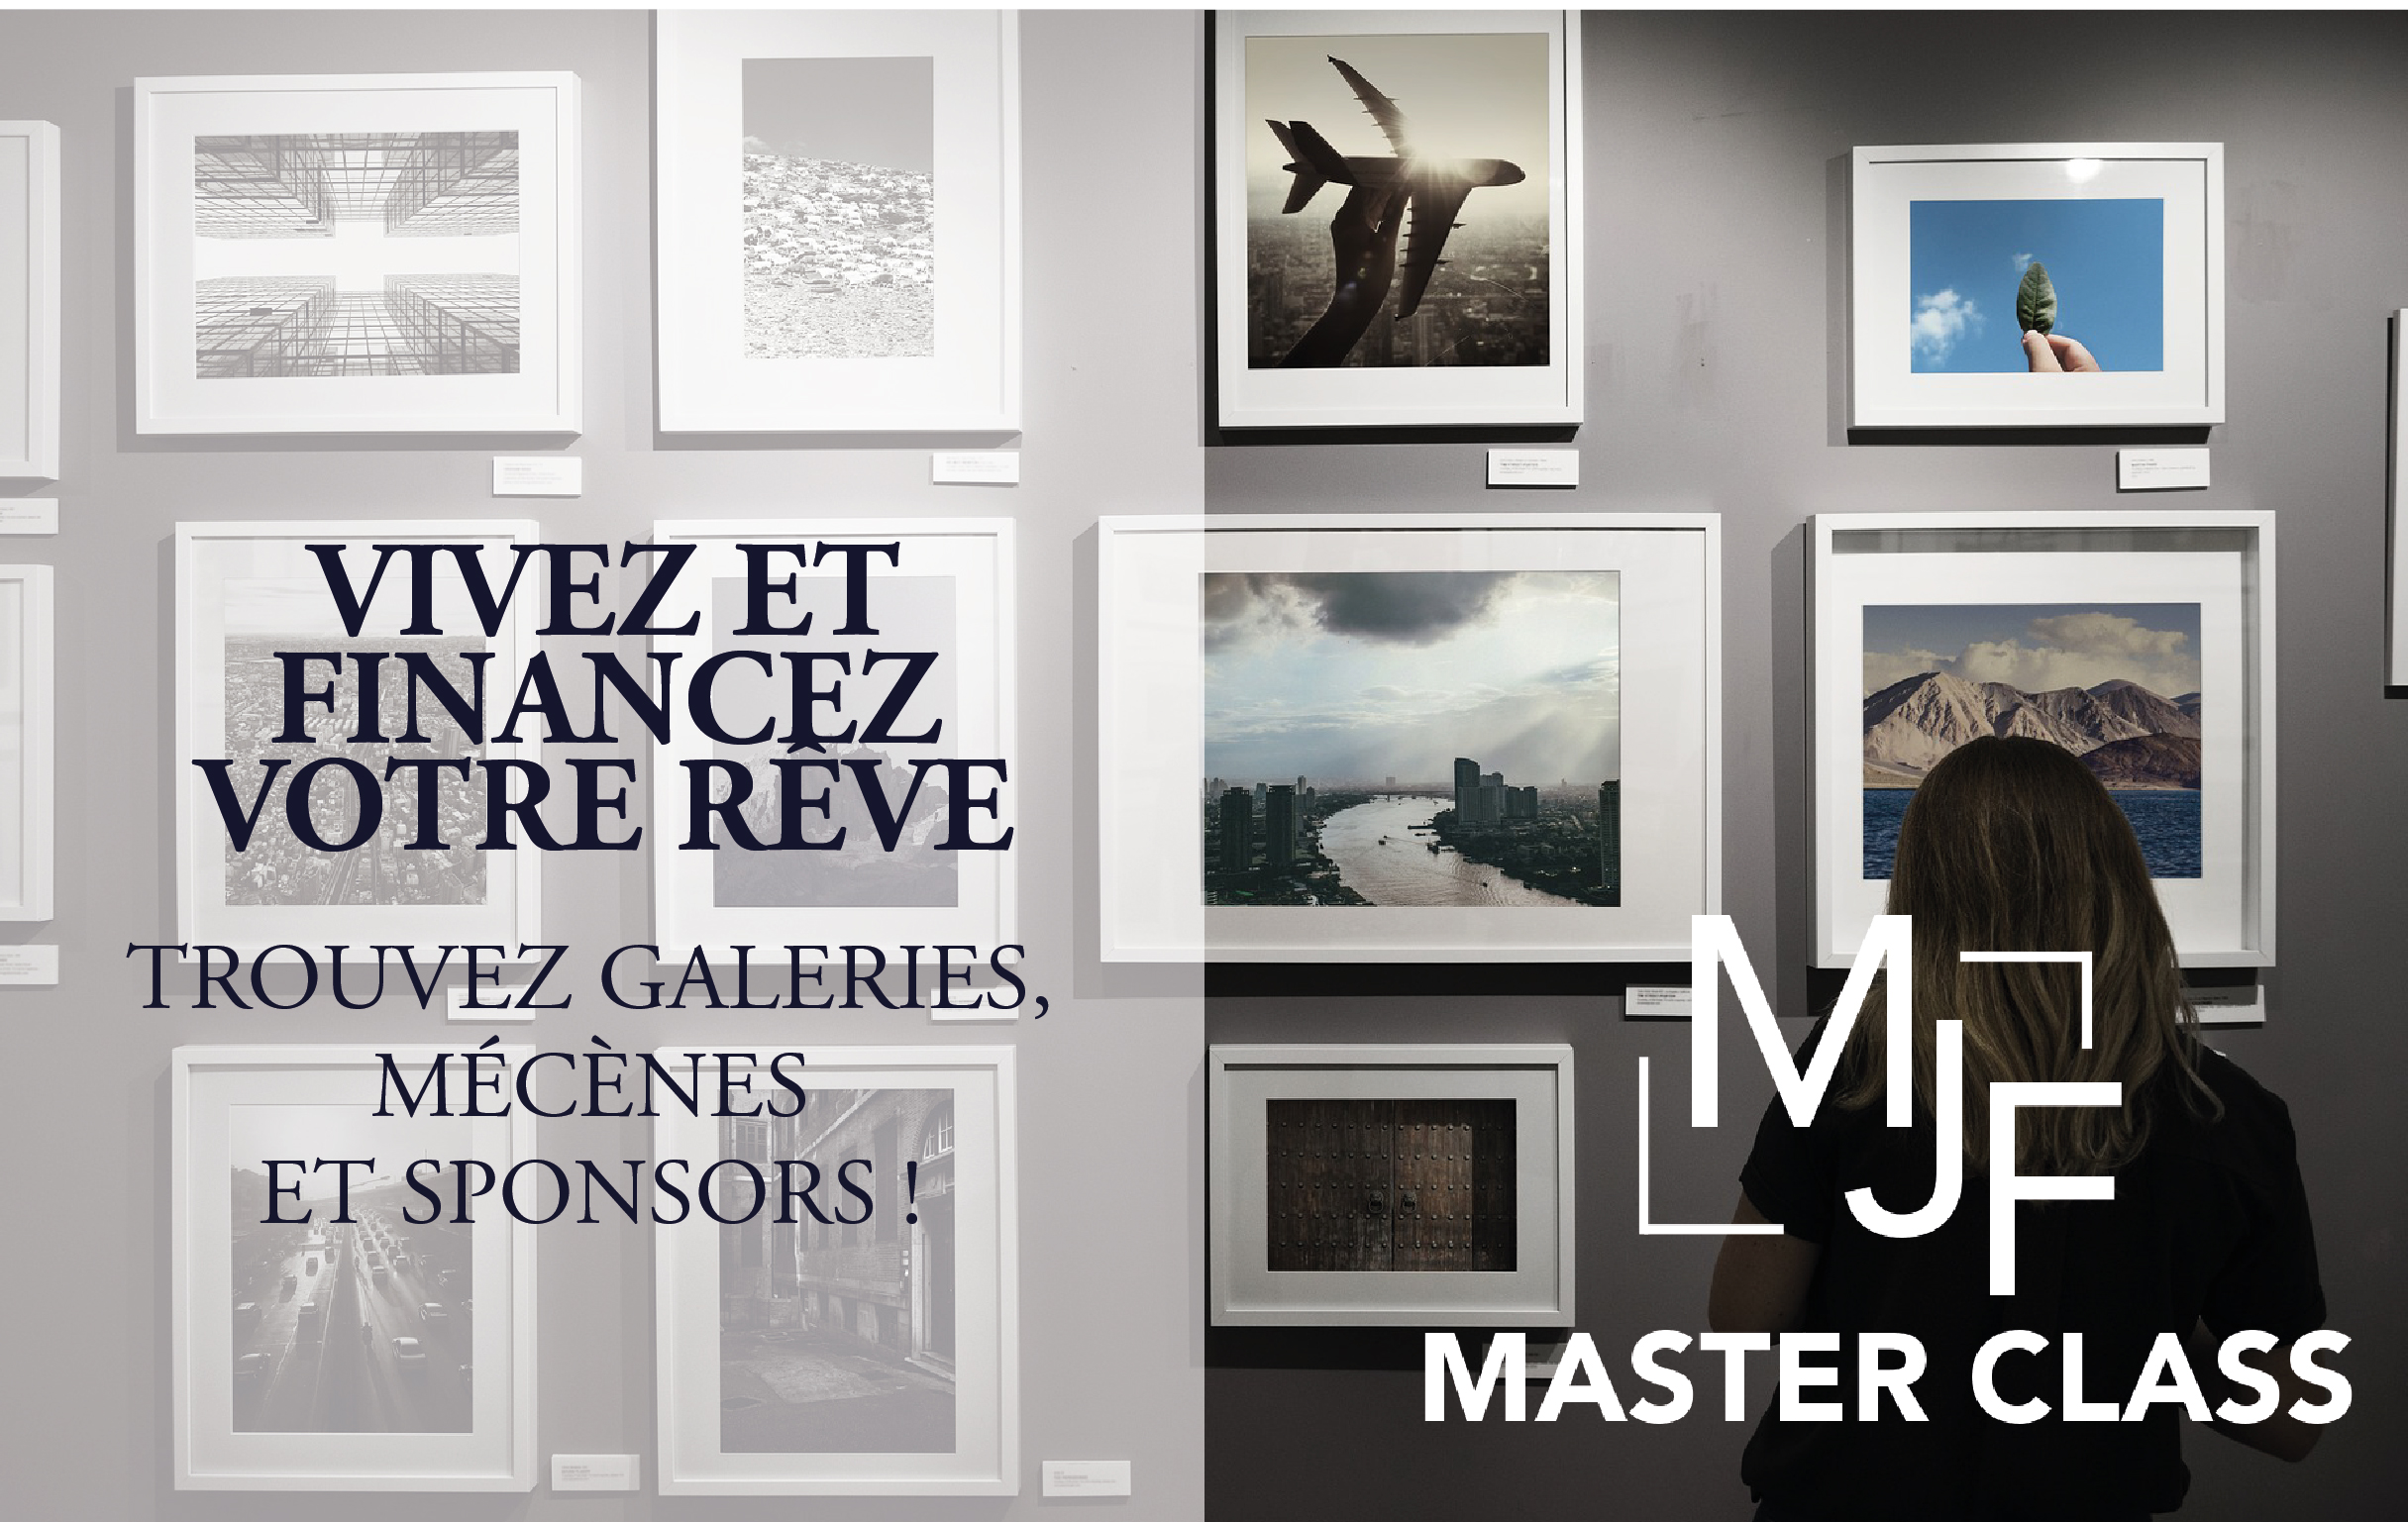 VIVEZ ET
FINANCEZ
VOTRE RÊVE
TROUVEZ GALERIES,
MÉCÈNES
ET SPONSORS !
MJF
MASTER CLASS